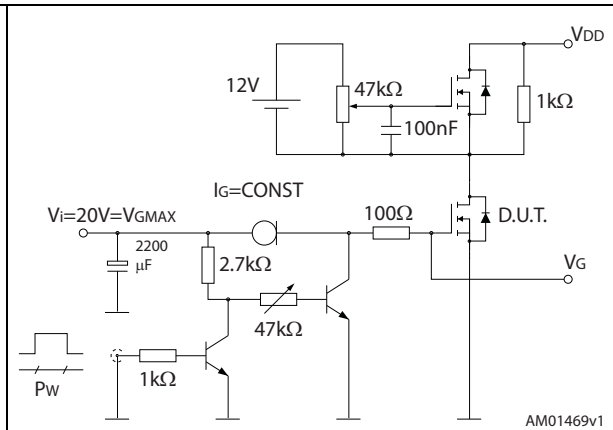 VDD
12V
47kΩ
1kΩ
100nF
IG=CONST
Vi=20V=VGMAX
100Ω
D.U.T.
2200
μF
2.7kΩ
VG
47kΩ
1kΩ
PW
AM01469v1